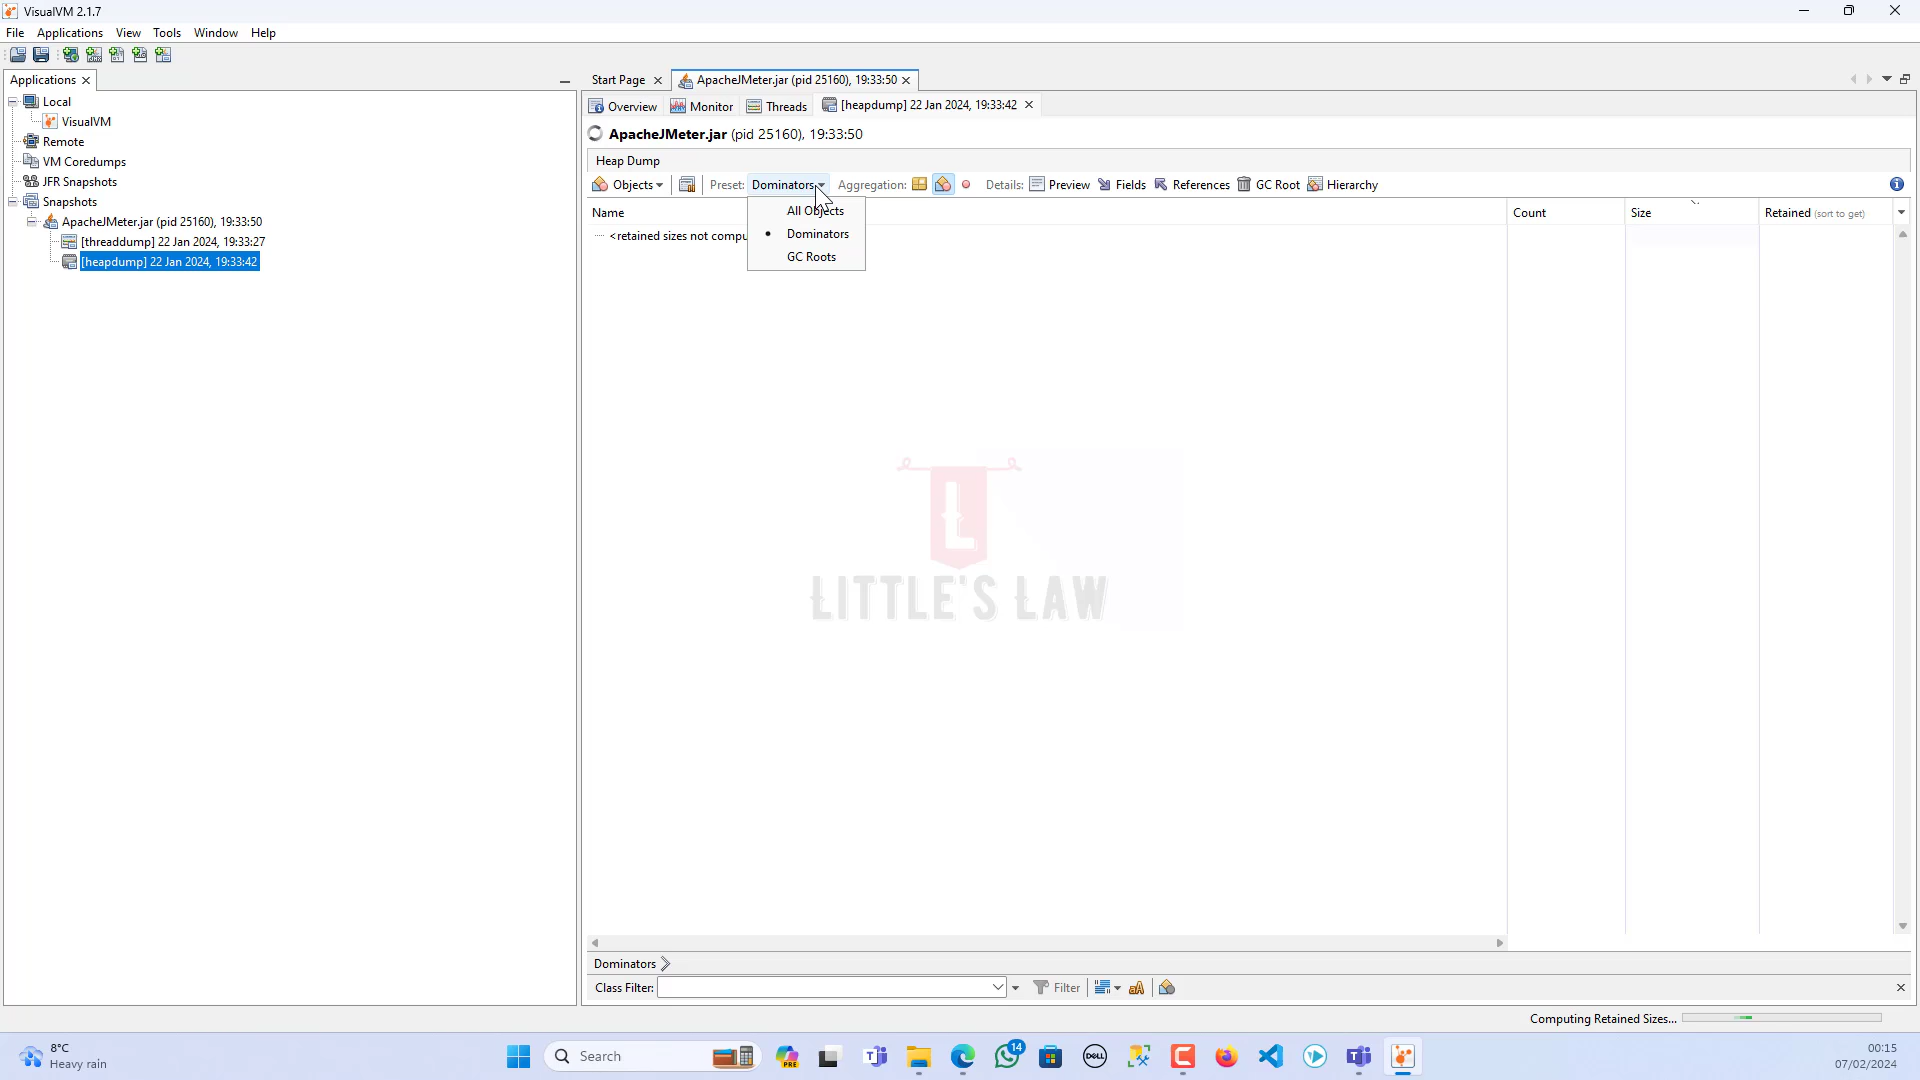 VisualVM 2.1.7
File Applications View Tools Window Help
Applications
Local
VisualVM
Remote
VM Coredumps
JFR Snapshots
Snapshots
ApacheJMeter.jar (pid 25160), 19:33:50
[threaddump] 22 Jan 2024, 19:33:27
[heapdump] 22 Jan 2024, 19:33:42
Start Page ApacheJMeter.jar (pid 25160), 19:33:50
Overview Monitor Threads [heapdump] 22 Jan 2024, 19:33:42
ApacheJMeter.jar (pid 25160), 19:33:50
Heap Dump
Objects Preset: Dominators Aggregation: Details: Preview Fields References GC Root Hierarchy
Name Count Size Retained (sort to get)
<retained sizes not compu
All Objects
Dominators
GC Roots
L
LITTLE'S LAW
Dominators
Class Filter: Filter aA
Computing Retained Sizes...
8°C
Heavy rain
Search
PRE
14
DELL
00:15
07/02/2024